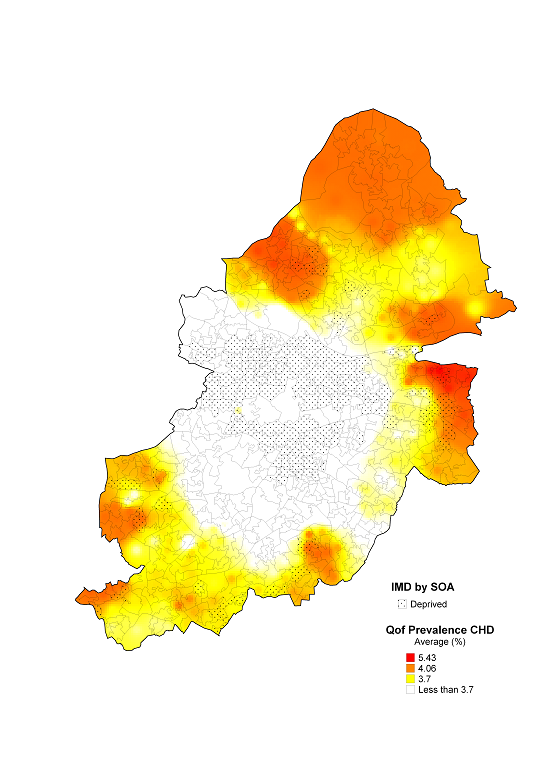 IMD by SOA
Deprived
Qof Prevalence CHD
Average (%)
5.43
4.06
3.7
Less than 3.7